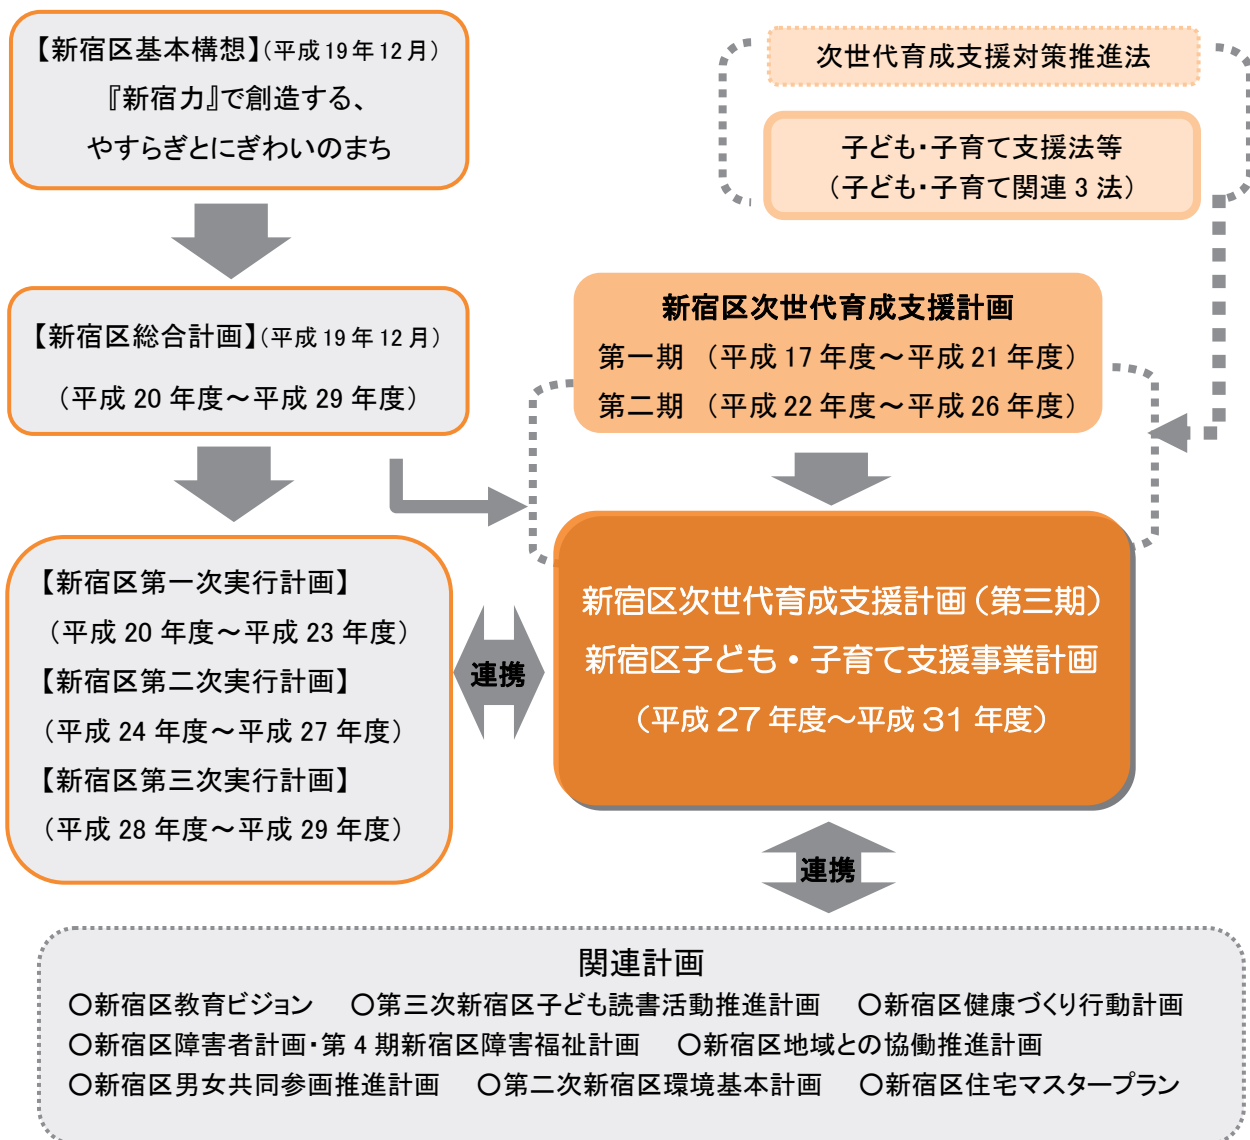 【新宿区基本構想】(平成19年12月)
『新宿力』で創造する、
やすらぎとにぎわいのまち
次世代育成支援対策推進法
子ども・子育て支援法等
(子ども・子育て関連3法)
【新宿区総合計画】(平成19年12月)
(平成20年度～平成29年度)
新宿区次世代育成支援計画
第一期 (平成17年度～平成21年度)
第二期 (平成22年度～平成26年度)
【新宿区第一次実行計画】
(平成20年度～平成23年度)
【新宿区第二次実行計画】
(平成24年度～平成27年度)
【新宿区第三次実行計画】
(平成28年度～平成29年度)
連携
新宿区次世代育成支援計画(第三期)
新宿区子ども・子育て支援事業計画
(平成27年度～平成31年度)
連携
関連計画
○新宿区教育ビジョン ○第三次新宿区子ども読書活動推進計画 ○新宿区健康づくり行動計画
○新宿区障害者計画・第4期新宿区障害福祉計画 ○新宿区地域との協働推進計画
○新宿区男女共同参画推進計画 ○第二次新宿区環境基本計画 ○新宿区住宅マスタープラン